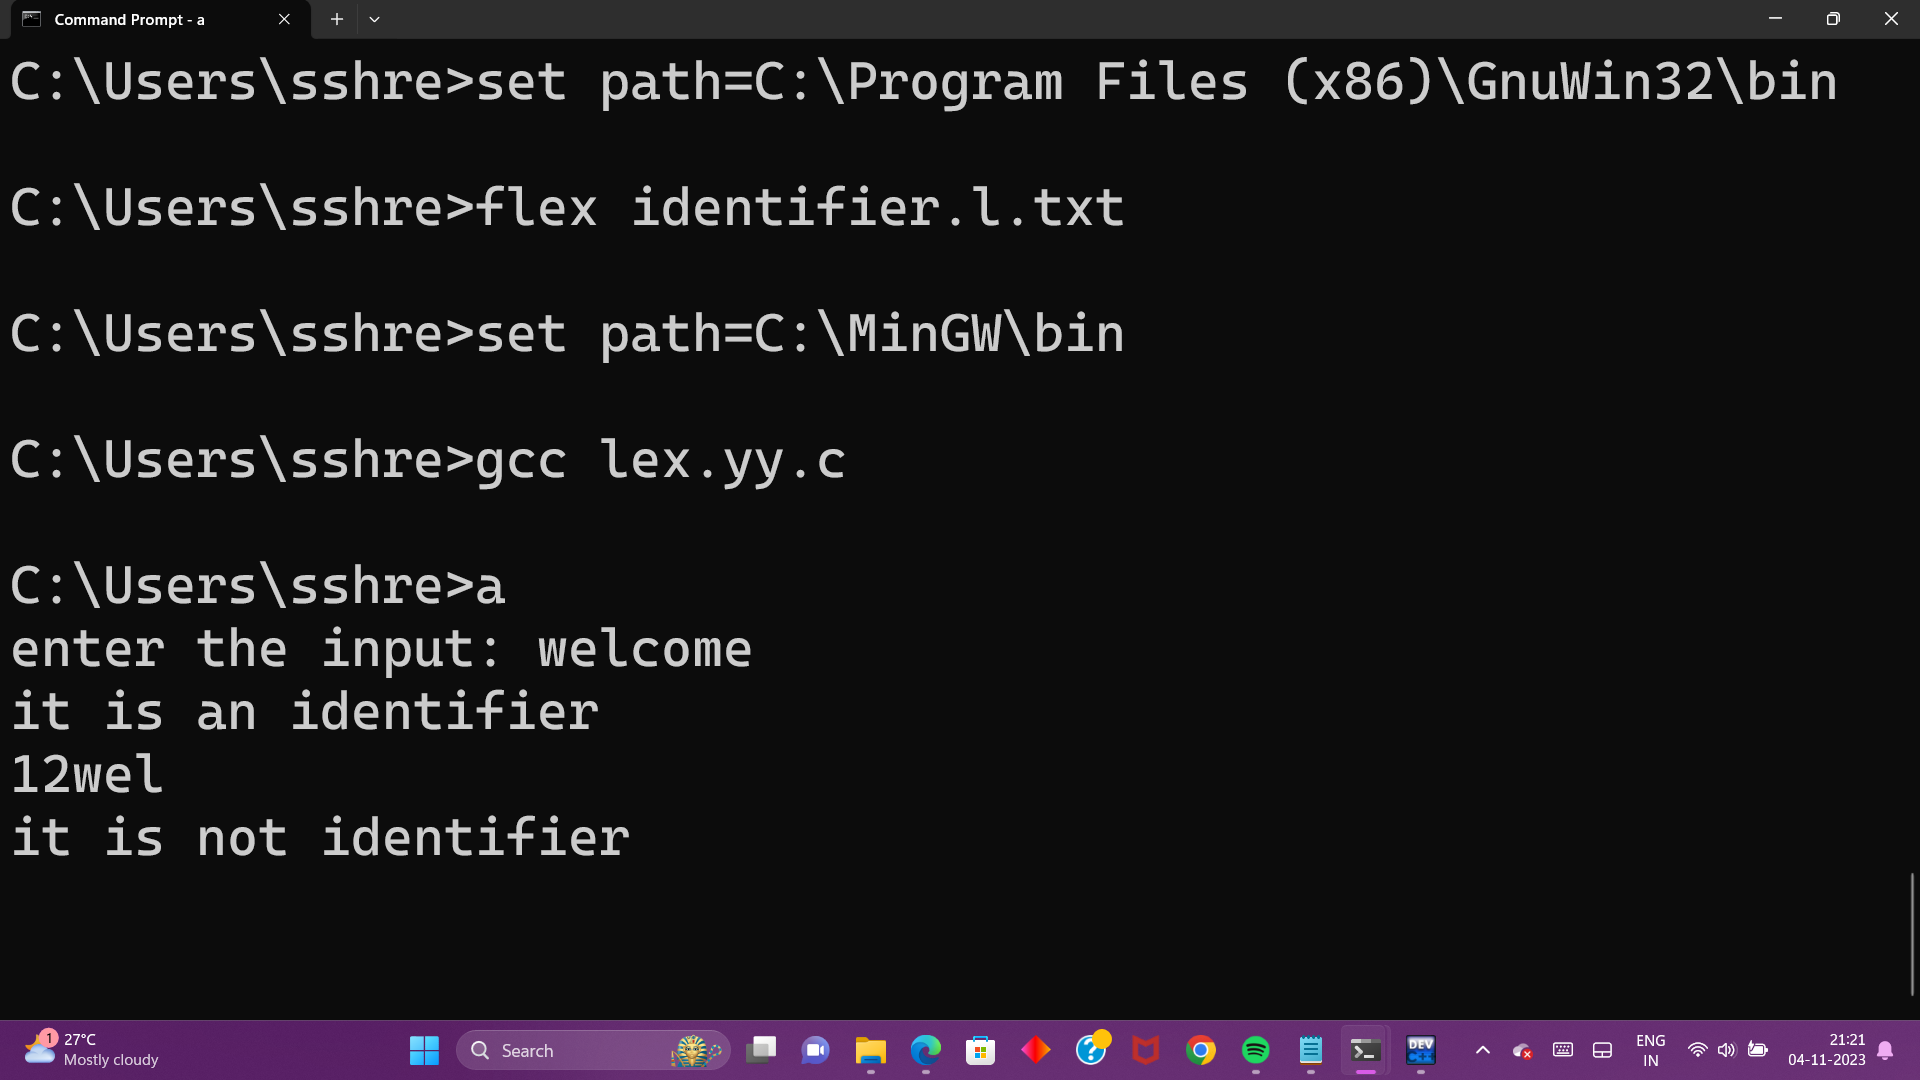 Command Prompt - a
C:\Users\sshre>set path=C:\Program Files (x86)\GnuWin32\bin
C:\Users\sshre>flex identifier.l.txt
C:\Users\sshre>set path=C:\MinGW\bin
C:\Users\sshre>gcc lex.yy.c
C:\Users\sshre>a
enter the input: welcome
it is an identifier
12wel
it is not identifier
1
27°C
Mostly cloudy
Search
DEV
ENG
IN
21:21
04-11-2023